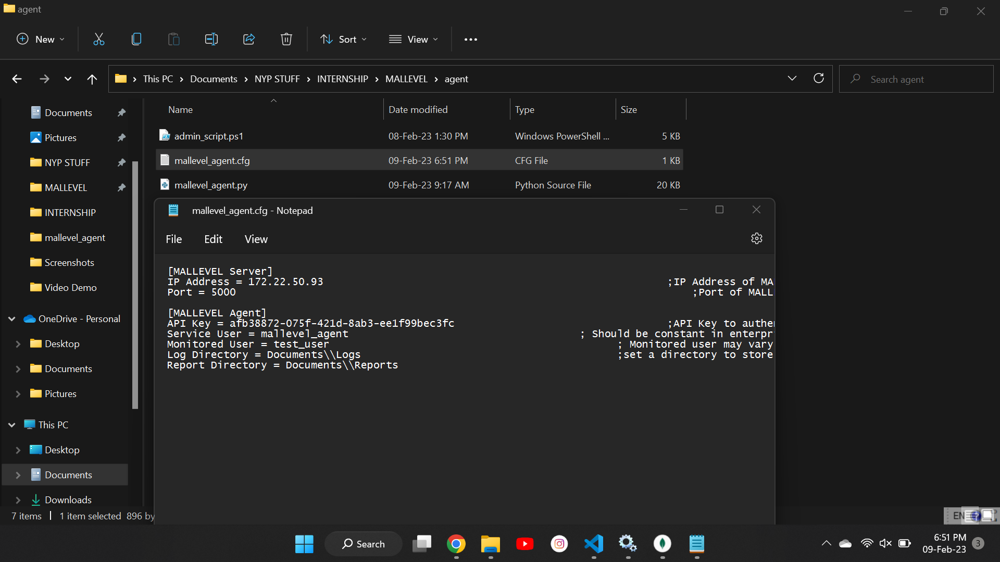 agent
New
Sort
View
This PC > Documents > NYP STUFF > INTERNSHIP > MALLEVEL > agent
Search agent
Name Date modified Type Size
admin_script.ps1 08-Feb-23 1:30 PM Windows PowerShell ... 5 KB
mallevel_agent.cfg 09-Feb-23 6:51 PM CFG File 1 KB
mallevel_agent.py 09-Feb-23 9:17 AM Python Source File 20 KB
Documents
Pictures
NYP STUFF
MALLEVEL
INTERNSHIP
mallevel_agent
Screenshots
Video Demo
OneDrive - Personal
Desktop
Documents
Pictures
This PC
Desktop
Documents
Downloads
7 items
1 item selected 896 by
mallevel_agent.cfg - Notepad
File Edit View
[MALLEVEL Server]
IP Address = 172.22.50.93 ;IP Address of MA
Port = 5000 ;Port of MALL
[MALLEVEL Agent]
API Key = afb38872-075f-421d-8ab3-ee1f99bec3fc ;API Key to authe
Service User = mallevel_agent ; Should be constant in enterpr
Monitored User = test_user ; Monitored user may vary
Log Directory = Documents\\Logs ;set a directory to store
Report Directory = Documents\\Reports
EN
Search
6:51 PM
09-Feb-23
3